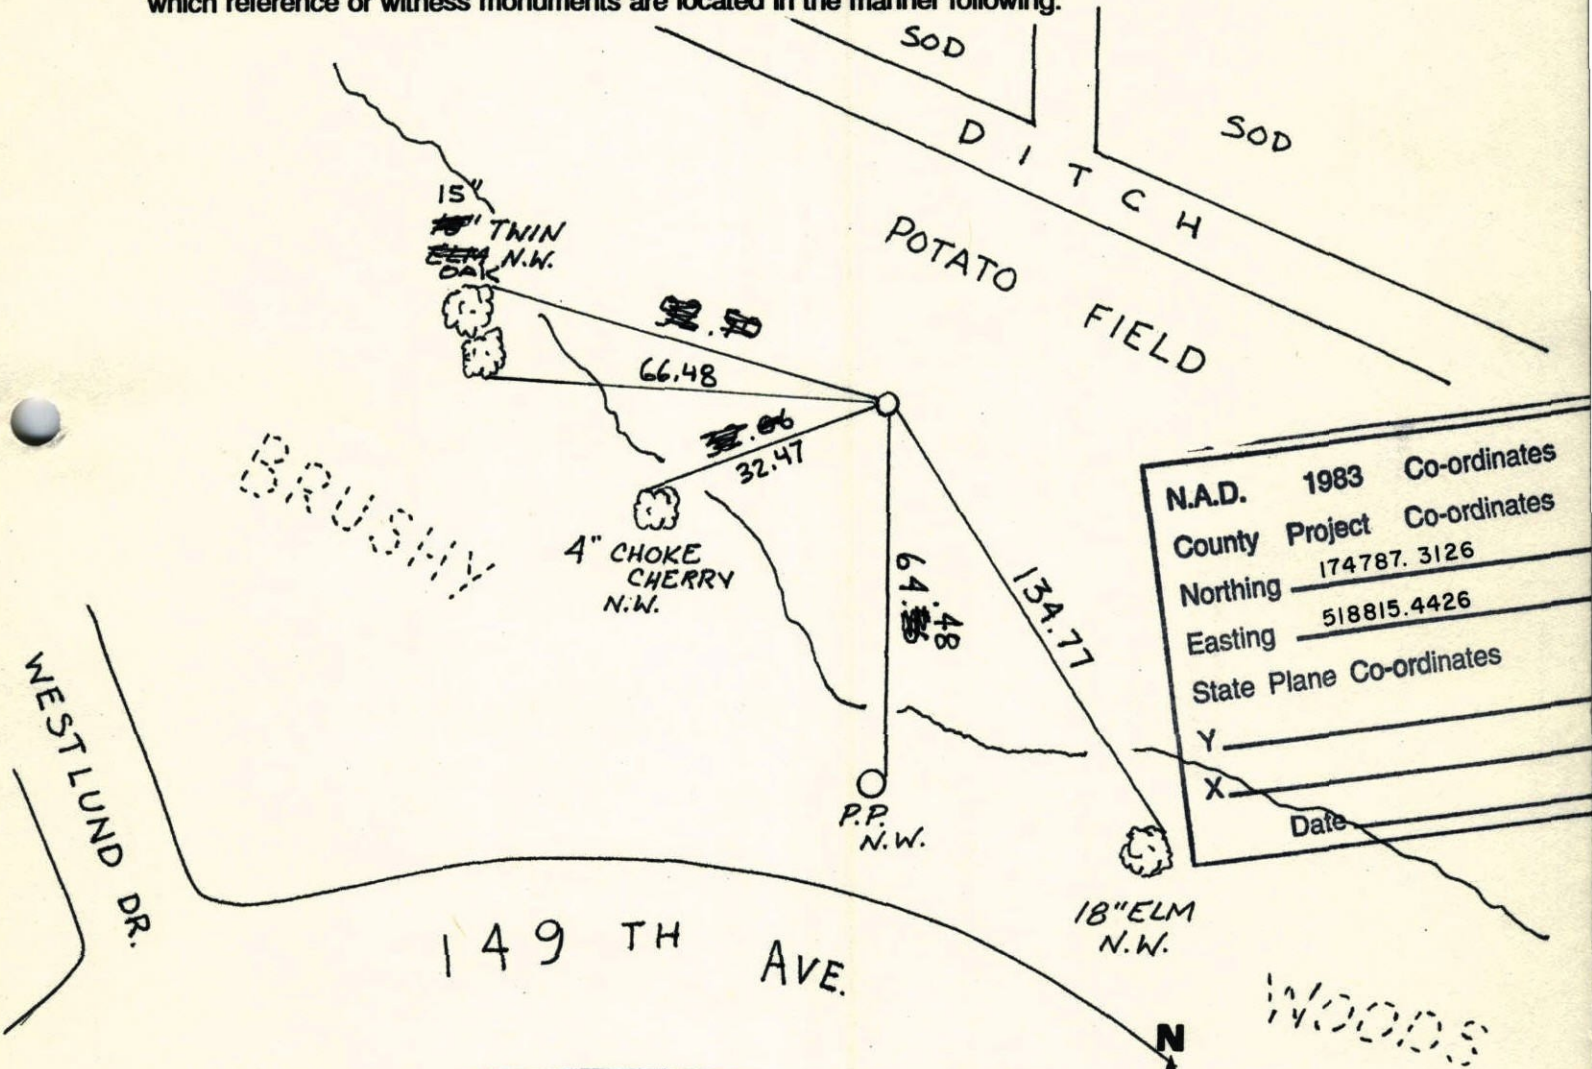 which reference or witness monuments are located in the manner following:
SOD
SOD
DITCH
15"
TWIN
N.W.
OAK
POTATO FIELD
66.48
32.47
BRUSHY
4" CHOKE
CHERRY
N.W.
64.48
134.77
N.A.D. 1983 Co-ordinates
County Project Co-ordinates
Northing 174787.3126
Easting 518815.4426
State Plane Co-ordinates
Y
X
Date
WESTLUND DR.
P.P.
N.W.
18" ELM
N.W.
149 TH AVE.
WOODS
N